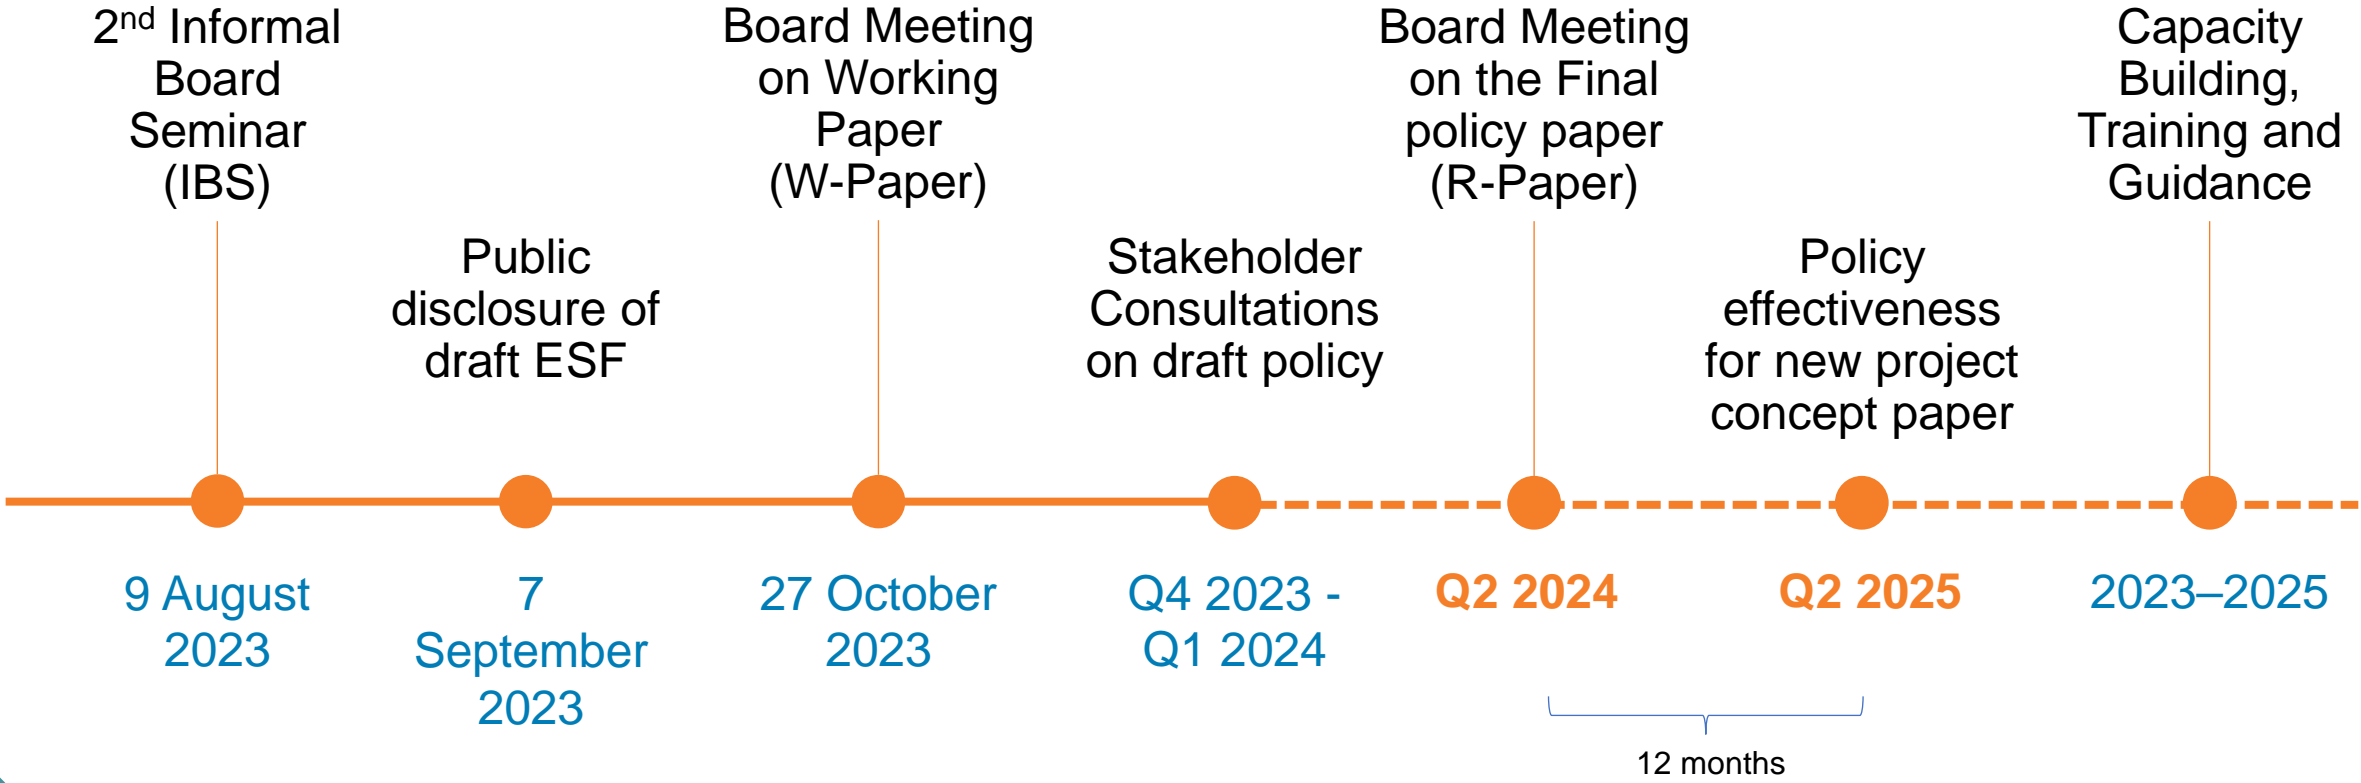 2nd Informal
Board
Seminar
(IBS)
Public
disclosure of
draft ESF
Board Meeting
on Working
Paper
(W-Paper)
Stakeholder
Consultations
on draft policy
Board Meeting
on the Final
policy paper
(R-Paper)
Policy
effectiveness
for new project
concept paper
Capacity
Building,
Training and
Guidance
9 August
2023
7
September
2023
27 October
2023
Q4 2023 -
Q1 2024
Q2 2024
Q2 2025
2023–2025
12 months